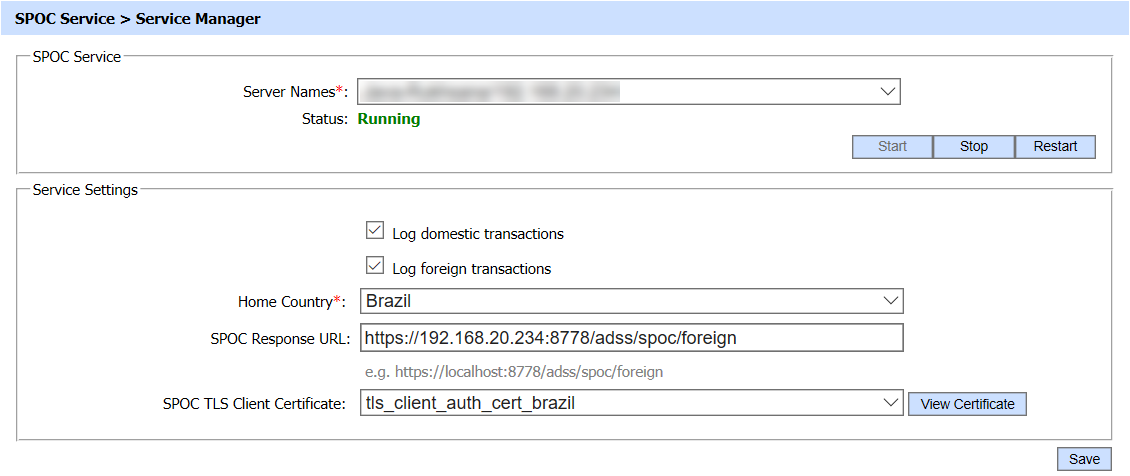 SPOC Service > Service Manager
SPOC Service
Server Names*:
Status: Running
Start Stop Restart
Service Settings
Log domestic transactions
Log foreign transactions
Home Country*: Brazil
SPOC Response URL: https://192.168.20.234:8778/adss/spoc/foreign
e.g. https://localhost:8778/adss/spoc/foreign
SPOC TLS Client Certificate: tls_client_auth_cert_brazil View Certificate
Save